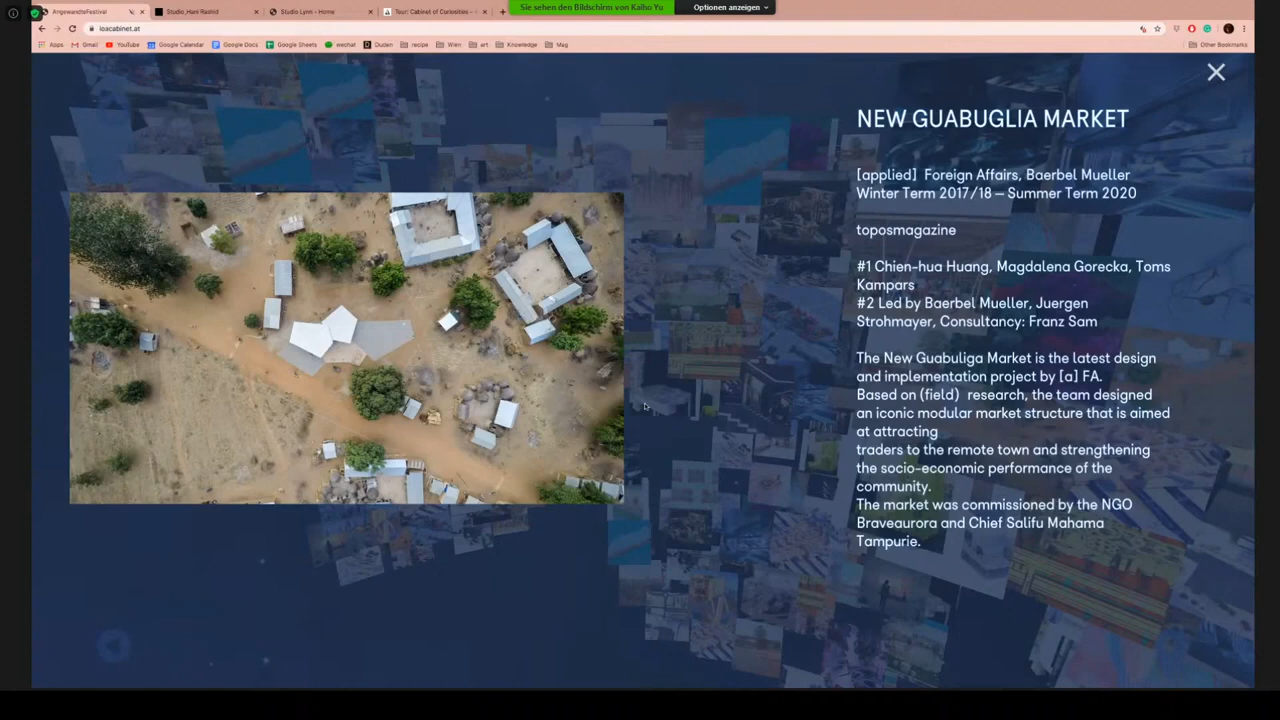 Sie sehen den Bildschirm von Kaiho Yu
Optionen anzeigen
AngewandteFestival
Studio_Hani Rashid
Studio Lynn - Home
Tour: Cabinet of Curiosities -
ioacabinet.at
Apps
Gmail
YouTube
Google Calendar
Google Docs
Google Sheets
wechat
Duden
recipe
Wien
art
Knowledge
Mag
Other Bookmarks
NEW GUABUGLIA MARKET
[applied] Foreign Affairs, Baerbel Mueller
Winter Term 2017/18 – Summer Term 2020
toposmagazine
#1 Chien-hua Huang, Magdalena Gorecka, Toms
Kampars
#2 Led by Baerbel Mueller, Juergen
Strohmayer, Consultancy: Franz Sam
The New Guabuliga Market is the latest design
and implementation project by [a] FA.
Based on (field) research, the team designed
an iconic modular market structure that is aimed
at attracting
traders to the remote town and strengthening
the socio-economic performance of the
community.
The market was commissioned by the NGO
Braveaurora and Chief Salifu Mahama
Tampurie.